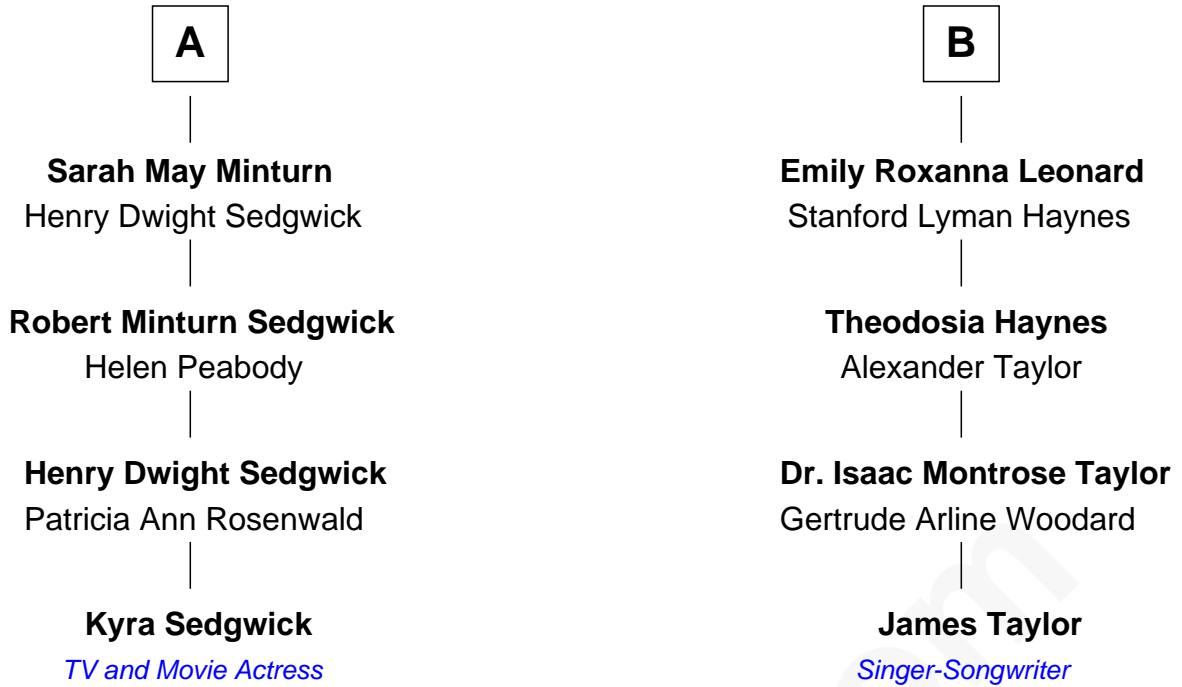 A
Sarah May Minturn
Henry Dwight Sedgwick
Robert Minturn Sedgwick
Helen Peabody
Henry Dwight Sedgwick
Patricia Ann Rosenwald
Kyra Sedgwick
TV and Movie Actress
B
Emily Roxanna Leonard
Stanford Lyman Haynes
Theodosia Haynes
Alexander Taylor
Dr. Isaac Montrose Taylor
Gertrude Arline Woodard
James Taylor
Singer-Songwriter